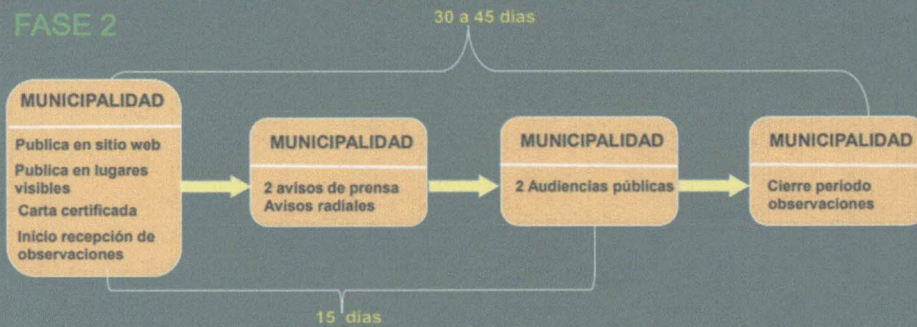 FASE 2
30 a 45 dias
MUNICIPALIDAD
Publica en sitio web
Publica en lugares
visibles
Carta certificada
Inicio recepción de
observaciones
MUNICIPALIDAD
2 avisos de prensa
Avisos radiales
MUNICIPALIDAD
2 Audiencias públicas
MUNICIPALIDAD
Cierre periodo
observaciones
15 dias